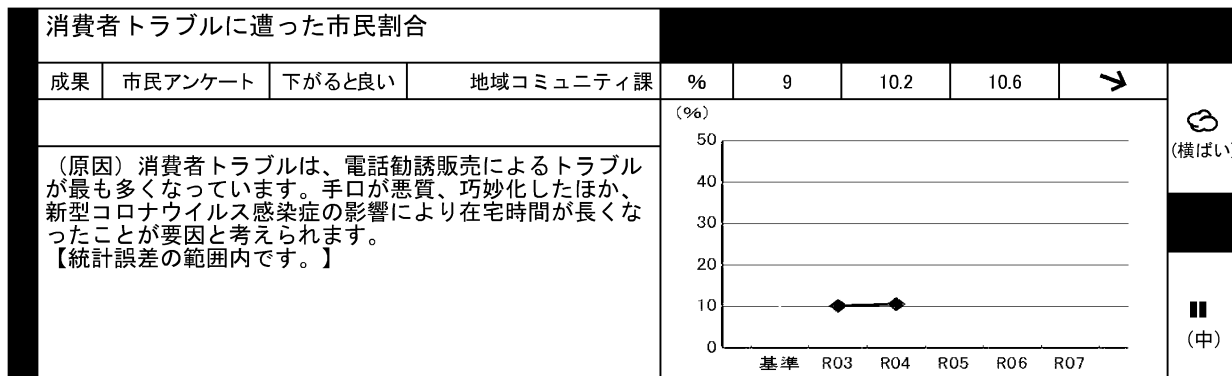 消費者トラブルに遭った市民割合
成果 市民アンケート 下がると良い 地域コミュニティ課 % 9 10.2 10.6
(%)
(横ばい)
（原因）消費者トラブルは、電話勧誘販売によるトラブル
が最も多くなっています。手口が悪質、巧妙化したほか、
新型コロナウイルス感染症の影響により在宅時間が長くな
ったことが要因と考えられます。
【統計誤差の範囲内です。】
50
40
30
20
10
0
基準 R03 R04 R05 R06 R07
(中)